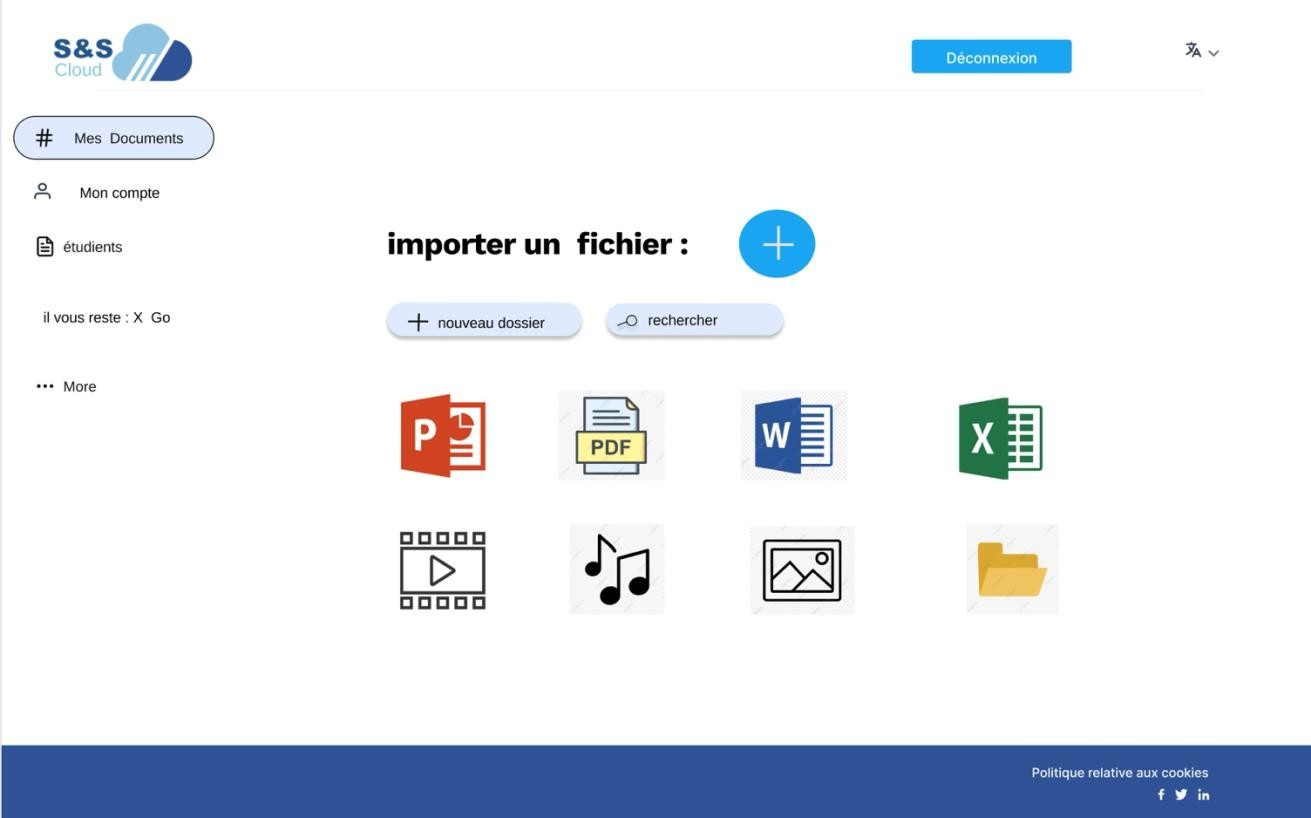 S&S
Cloud
Déconnexion
Mes Documents
Mon compte
étudients
il vous reste : X Go
More
importer un fichier :
nouveau dossier
rechercher
P
PDF
W
X
Politique relative aux cookies